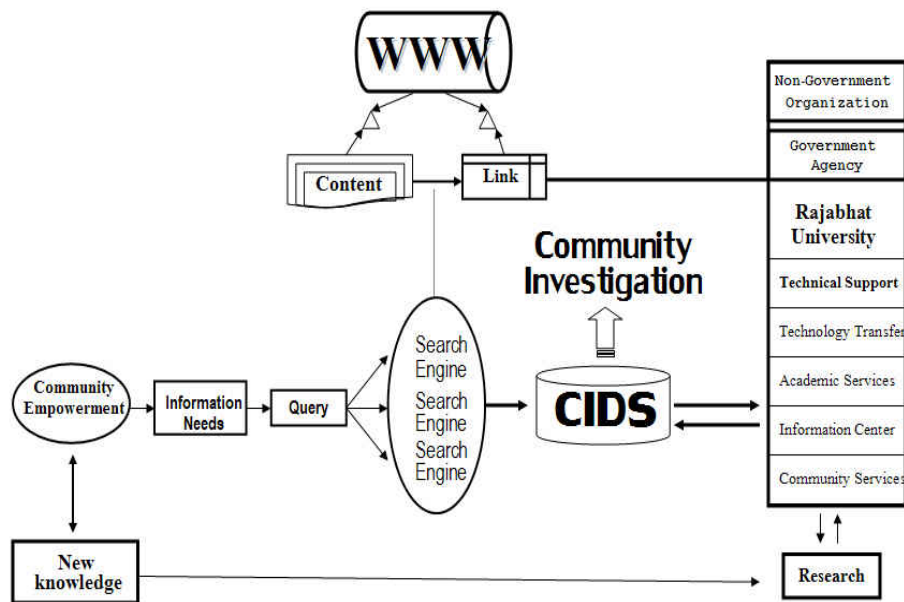 WWW
Non-Government
Organization
Government
Agency
Content
Link
Rajabhat
University
Community
Investigation
Technical Support
Technology Transfer
Search
Engine
Search
Engine
Search
Engine
Community
Empowerment
Information
Needs
Query
CIDS
Academic Services
Information Center
Community Services
New
knowledge
Research